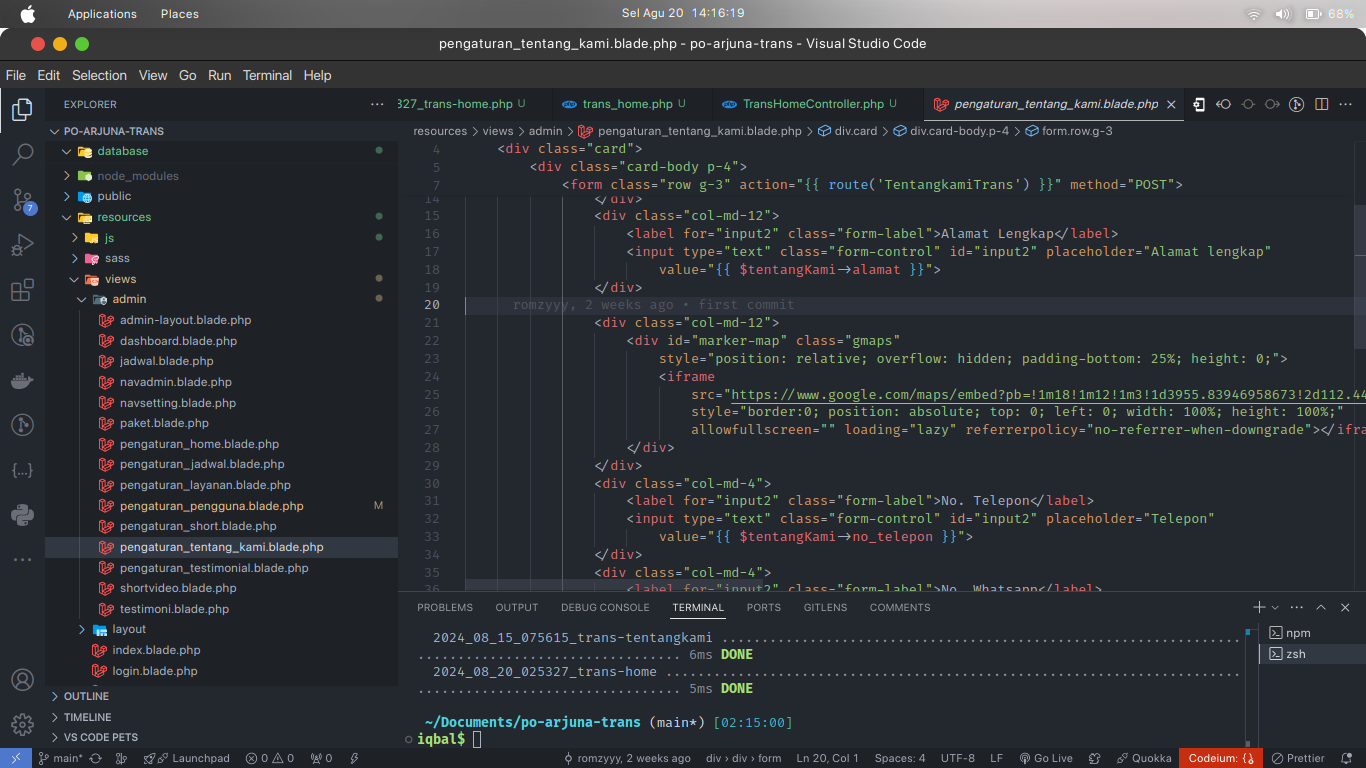 Applications Places Sel Agu 20 14:16:19 68%
pengaturan_tentang_kami.blade.php - po-arjuna-trans - Visual Studio Code
File Edit Selection View Go Run Terminal Help
EXPLORER
PO-ARJUNA-TRANS
database
node_modules
public
resources
js
sass
views
admin
admin-layout.blade.php
dashboard.blade.php
jadwal.blade.php
navadmin.blade.php
navsetting.blade.php
paket.blade.php
pengaturan_home.blade.php
pengaturan_jadwal.blade.php
pengaturan_layanan.blade.php
pengaturan_pengguna.blade.php M
pengaturan_short.blade.php
pengaturan_tentang_kami.blade.php
pengaturan_testimonial.blade.php
shortvideo.blade.php
testimoni.blade.php
layout
index.blade.php
login.blade.php
OUTLINE
TIMELINE
VS CODE PETS
7
327_trans-home.php U trans_home.php U TransHomeController.php U pengaturan_tentang_kami.blade.php
resources > views > admin > pengaturan_tentang_kami.blade.php > div.card > div.card-body.p-4 > form.row.g-3
4 <div class="card">
5 <div class="card-body p-4">
7 <form class="row g-3" action="{{ route('TentangkamiTrans') }}" method="POST">
14 </div>
15 <div class="col-md-12">
16 <label for="input2" class="form-label">Alamat Lengkap</label>
17 <input type="text" class="form-control" id="input2" placeholder="Alamat lengkap"
18 value="{{ $tentangKami->alamat }}">
19 </div>
20 romzyyy, 2 weeks ago • first commit
21 <div class="col-md-12">
22 <div id="marker-map" class="gmaps"
23 style="position: relative; overflow: hidden; padding-bottom: 25%; height: 0;">
24 <iframe
25 src="https://www.google.com/maps/embed?pb=!1m18!1m12!1m3!1d3955.83946958673!2d112.44
26 style="border:0; position: absolute; top: 0; left: 0; width: 100%; height: 100%;"
27 allowfullscreen="" loading="lazy" referrerpolicy="no-referrer-when-downgrade"></ifra
28 </div>
29 </div>
30 <div class="col-md-4">
31 <label for="input2" class="form-label">No. Telepon</label>
32 <input type="text" class="form-control" id="input2" placeholder="Telepon"
33 value="{{ $tentangKami->no_telepon }}">
34 </div>
35 <div class="col-md-4">
36 <label for="input2" class="form-label">No. Whatsapp</label>
PROBLEMS OUTPUT DEBUG CONSOLE TERMINAL PORTS GITLENS COMMENTS
2024_08_15_075615_trans-tentangkami ................................................................
................................. 6ms DONE
2024_08_20_025327_trans-home .......................................................................
................................. 5ms DONE
~/Documents/po-arjuna-trans (main*) [02:15:00]
iqbal$
npm
zsh
main* Launchpad 0 0 0 romzyyy, 2 weeks ago div › div › form Ln 20, Col 1 Spaces: 4 UTF-8 LF Go Live Quokka Codeium: {} Prettier